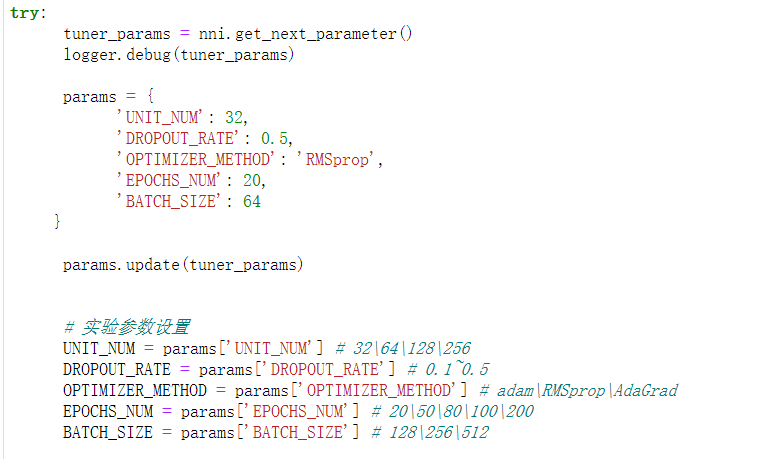 try:
tuner_params = nni.get_next_parameter()
logger.debug(tuner_params)
params = {
'UNIT_NUM': 32,
'DROPOUT_RATE': 0.5,
'OPTIMIZER_METHOD': 'RMSprop',
'EPOCHS_NUM': 20,
'BATCH_SIZE': 64
}
params.update(tuner_params)
# 实验参数设置
UNIT_NUM = params['UNIT_NUM'] # 32\64\128\256
DROPOUT_RATE = params['DROPOUT_RATE'] # 0.1~0.5
OPTIMIZER_METHOD = params['OPTIMIZER_METHOD'] # adam\RMSprop\AdaGrad
EPOCHS_NUM = params['EPOCHS_NUM'] # 20\50\80\100\200
BATCH_SIZE = params['BATCH_SIZE'] # 128\256\512